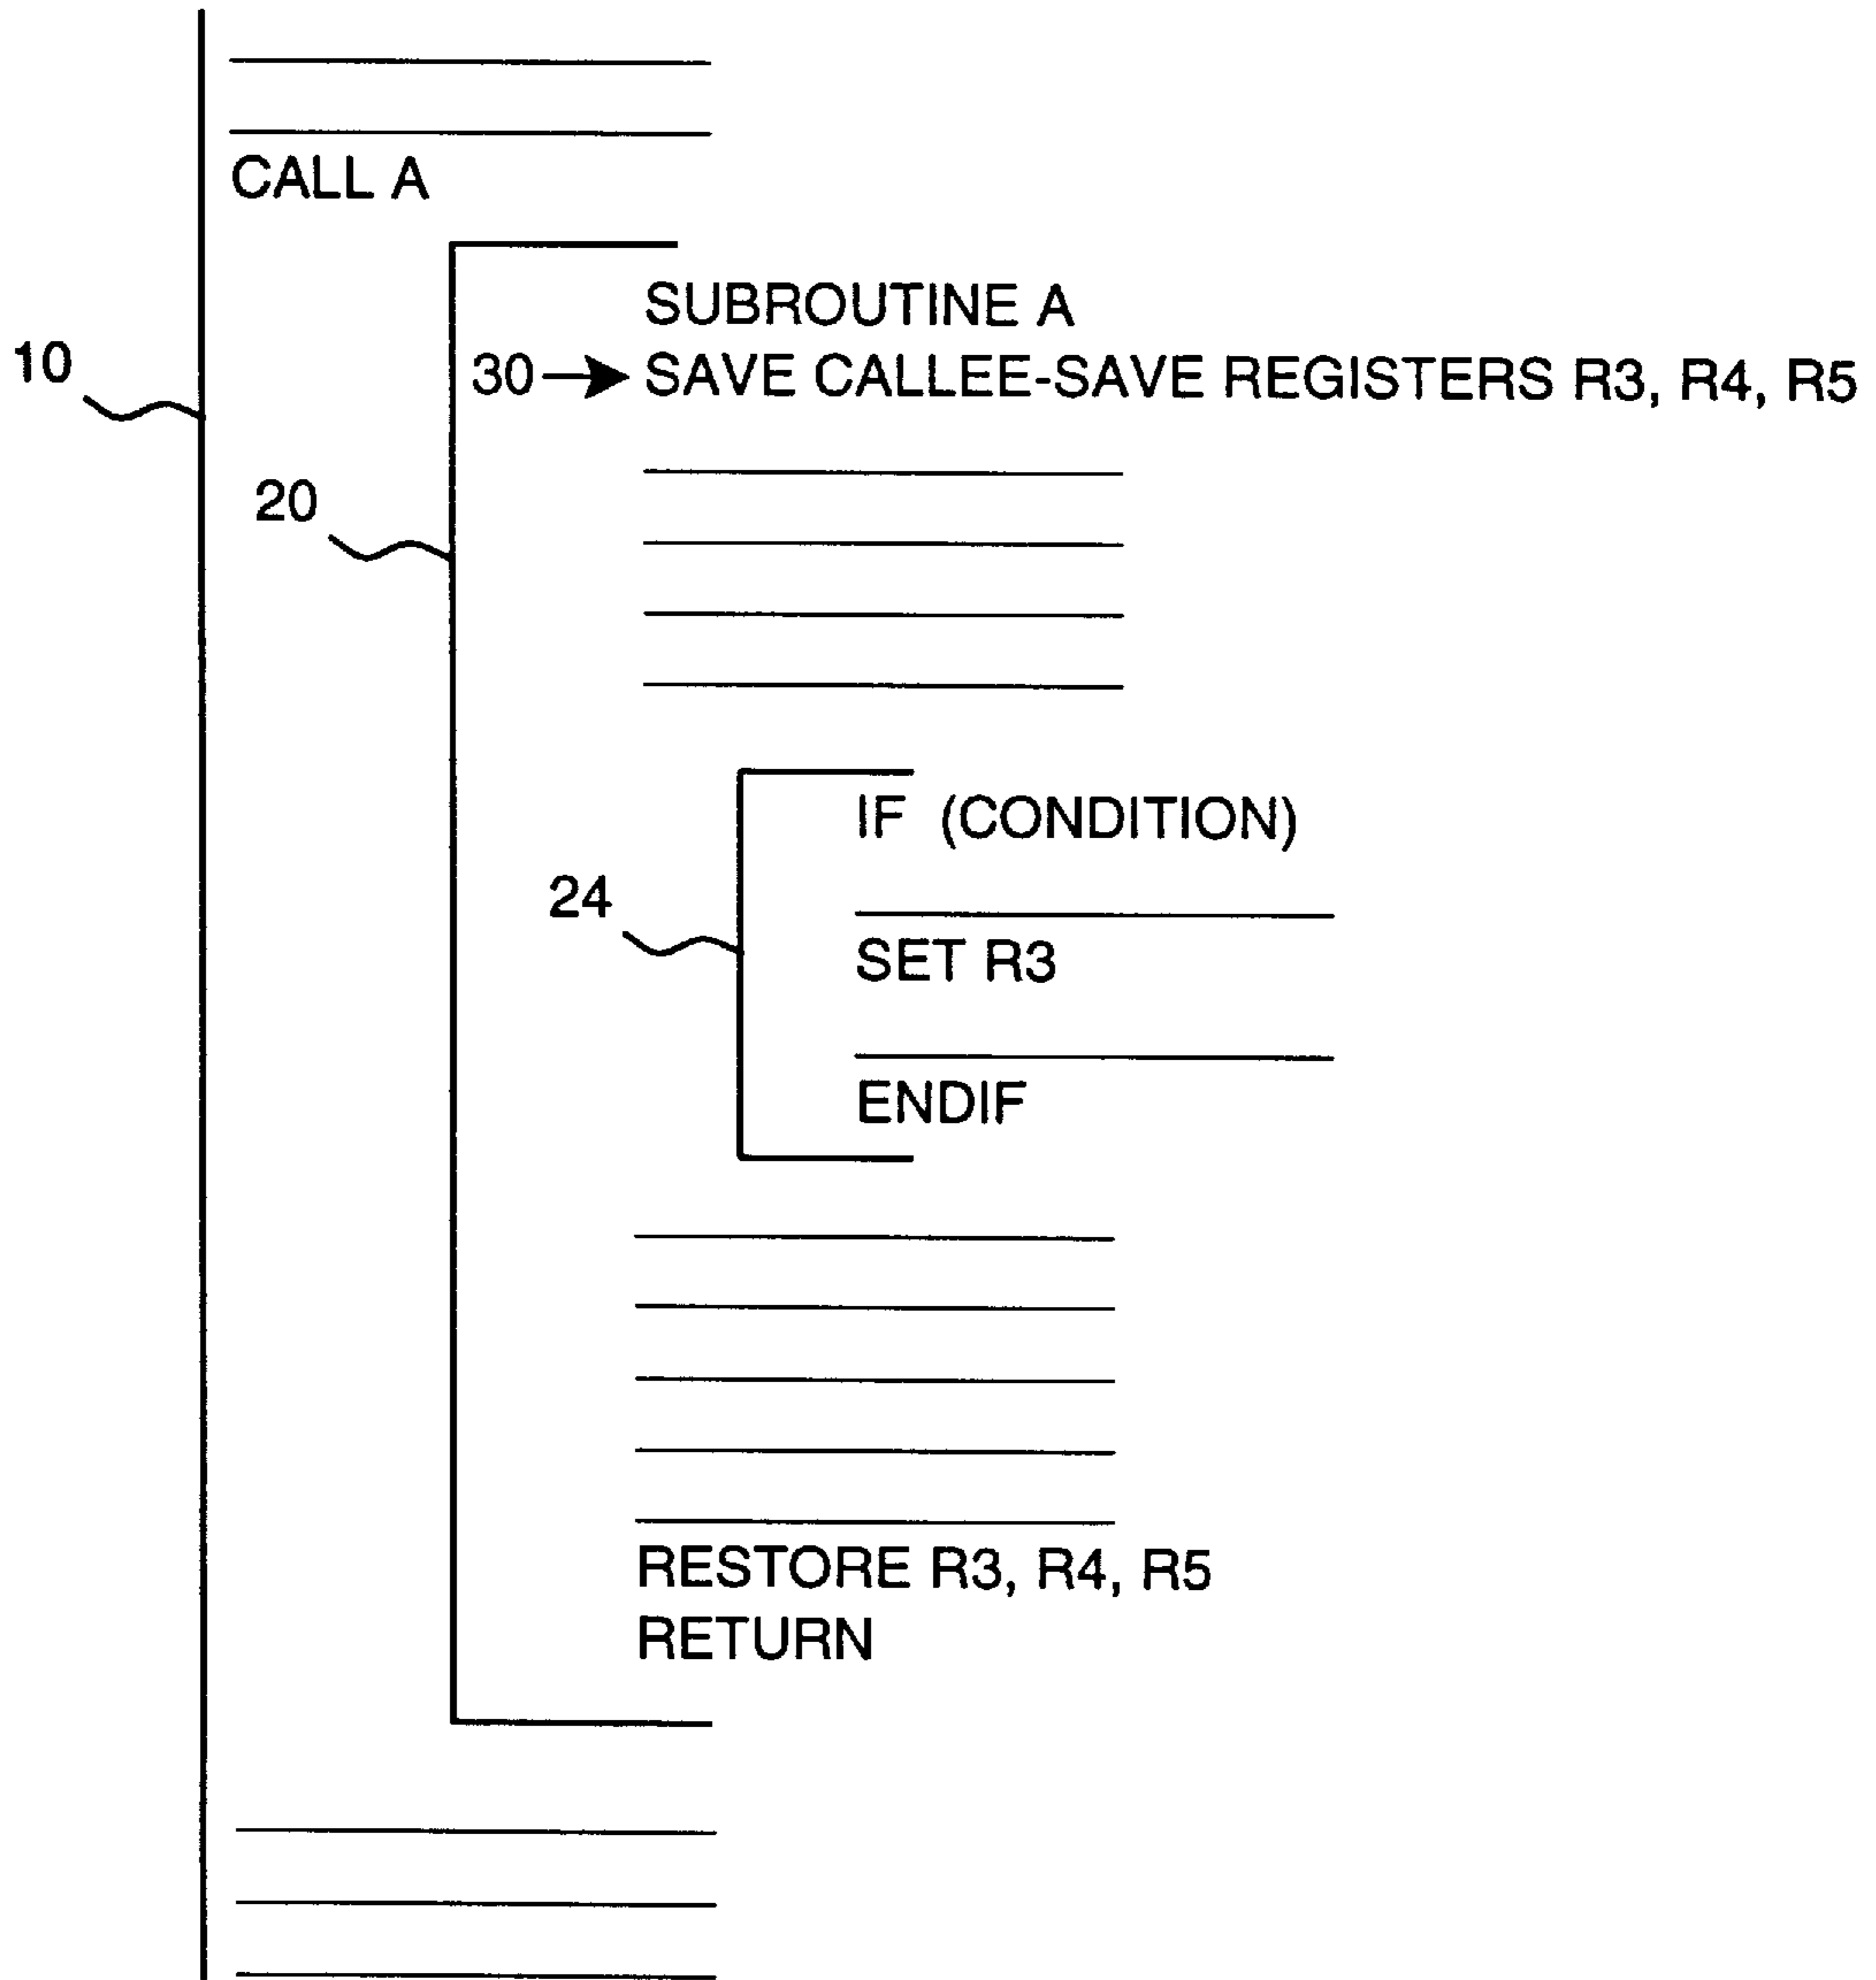 CALL A
SUBROUTINE A
10
30 SAVE CALLEE-SAVE REGISTERS R3, R4, R5
20
IF (CONDITION)
24
SET R3
ENDIF
RESTORE R3, R4, R5
RETURN